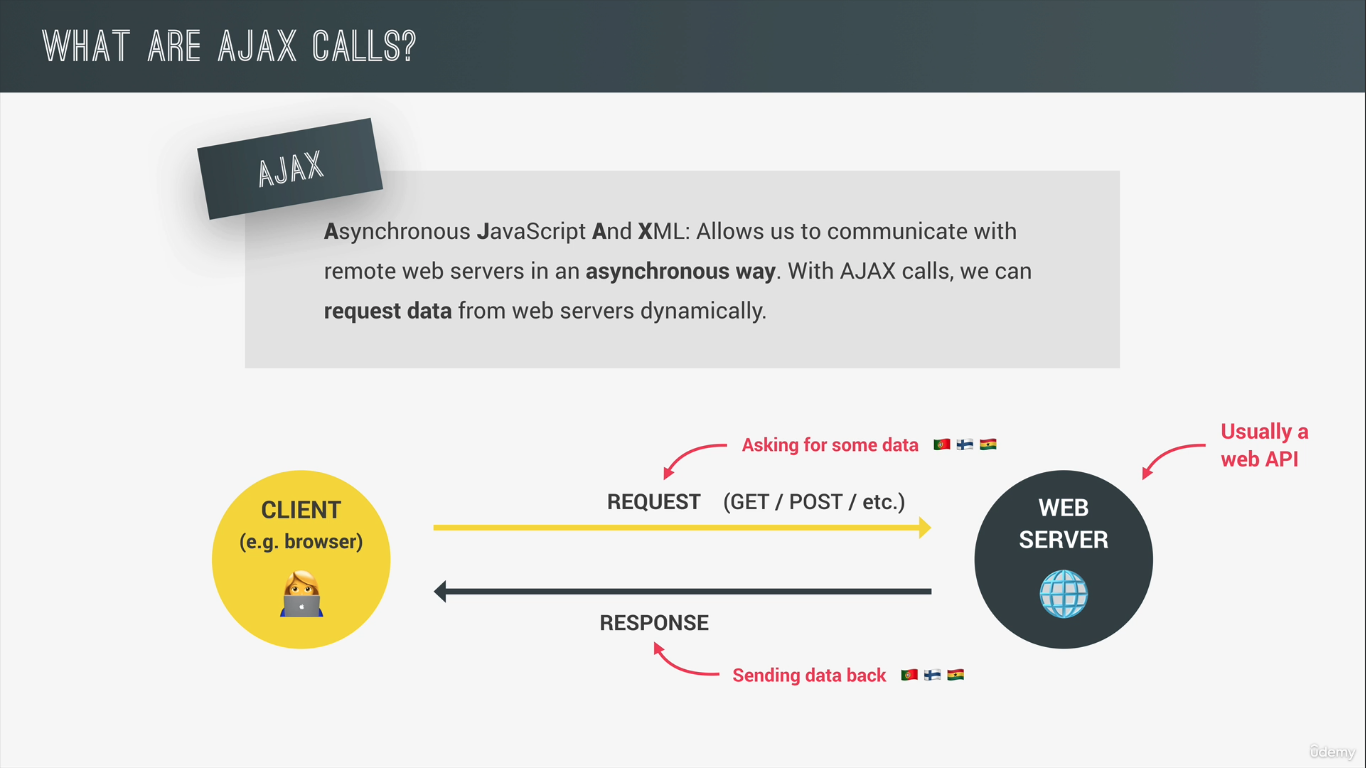 WHAT ARE AJAX CALLS?
AJAX
Asynchronous JavaScript And XML: Allows us to communicate with
remote web servers in an asynchronous way. With AJAX calls, we can
request data from web servers dynamically.
Usually a
web API
Asking for some data
REQUEST (GET / POST / etc.)
CLIENT
(e.g. browser)
WEB
SERVER
RESPONSE
Sending data back
ûdemy